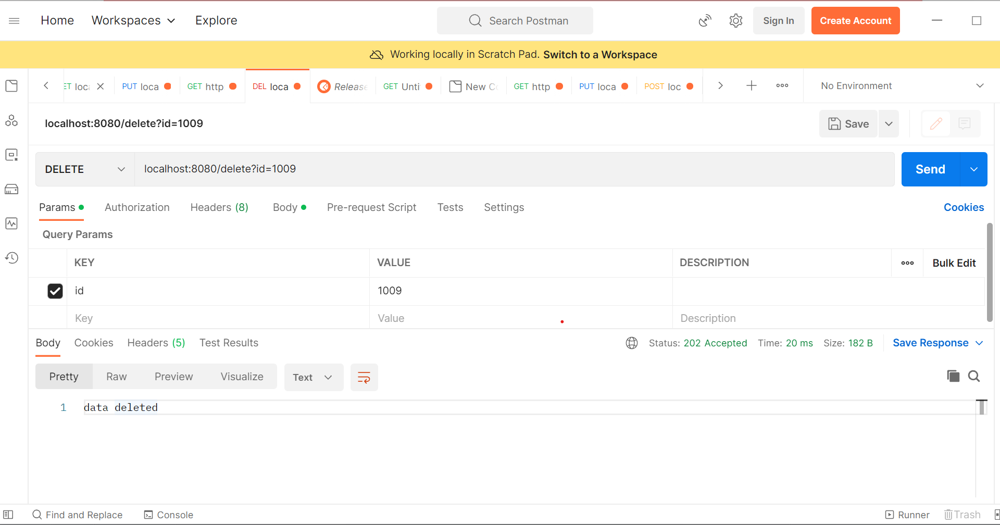 Home Workspaces Explore Search Postman Sign In Create Account
Working locally in Scratch Pad. Switch to a Workspace
ET loc PUT loca GET http DEL loca Release GET Unti New Co GET http PUT loca POST loc No Environment
localhost:8080/delete?id=1009 Save
DELETE localhost:8080/delete?id=1009 Send
Params Authorization Headers (8) Body Pre-request Script Tests Settings Cookies
Query Params
KEY VALUE DESCRIPTION Bulk Edit
id 1009
Key Value Description
Body Cookies Headers (5) Test Results Status: 202 Accepted Time: 20 ms Size: 182 B Save Response
Pretty Raw Preview Visualize Text
1 data deleted
Find and Replace Console Runner Trash